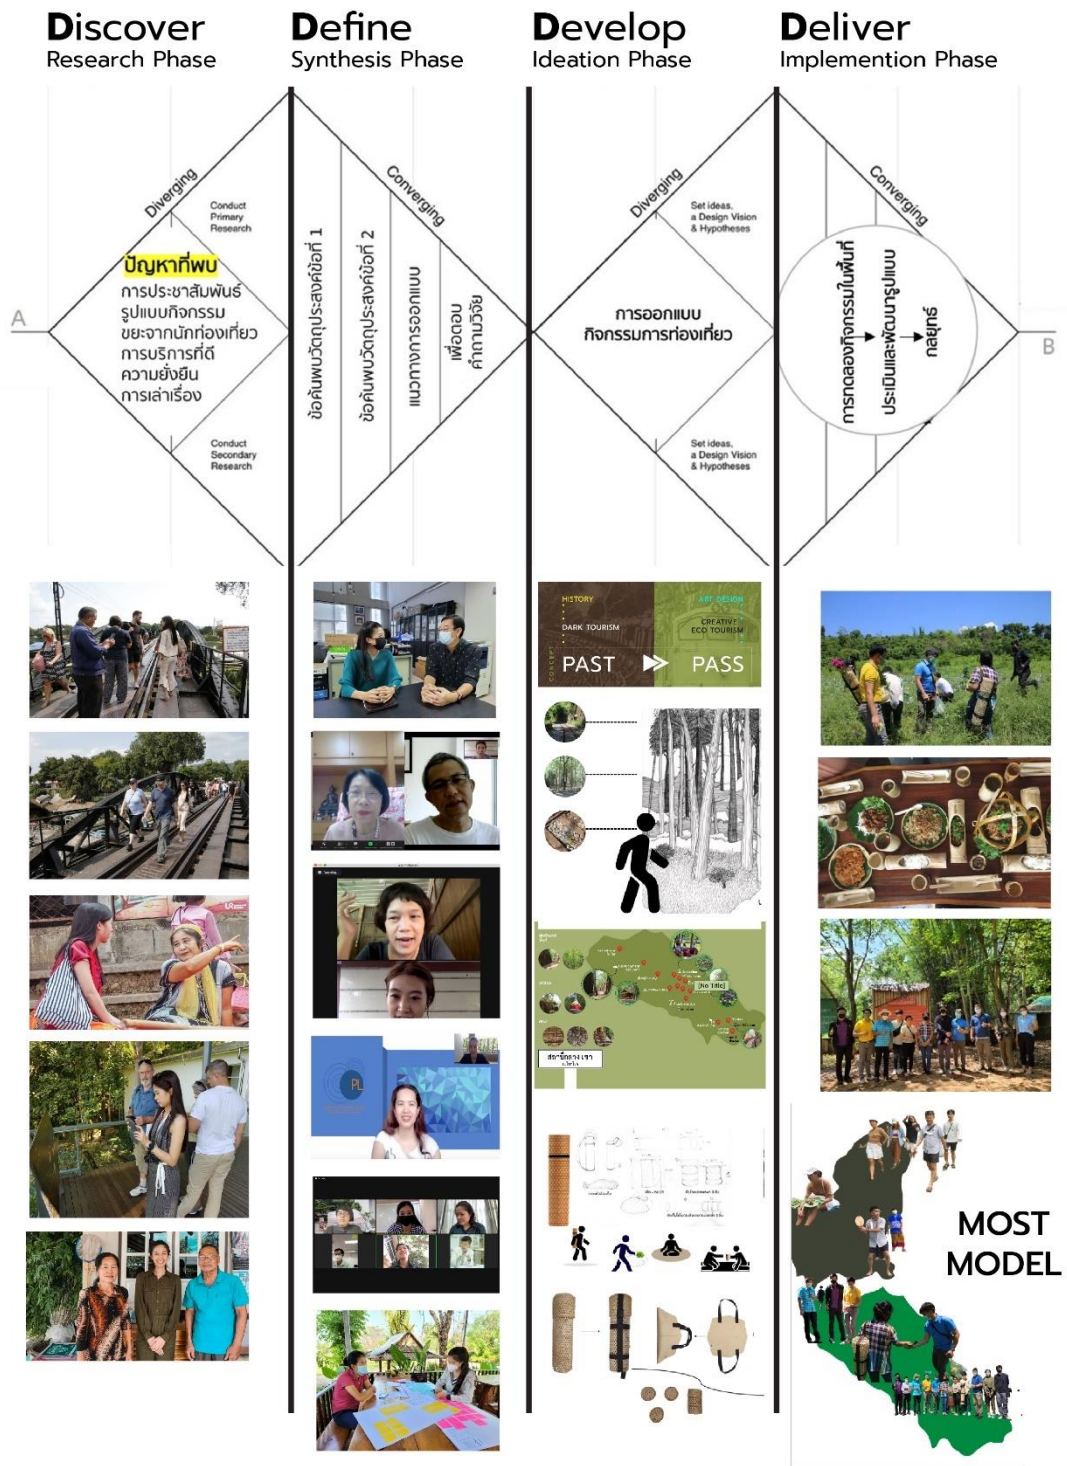 Discover
Research Phase
Define
Synthesis Phase
Develop
Ideation Phase
Deliver
Implemention Phase
A
Diverging
Conduct
Primary
Research
ปัญหาที่พบ
การประชาสัมพันธ์
รูปแบบกิจกรรม
ขยะจากนักท่องเที่ยว
การบริการที่ดี
ความยั่งยืน
การเล่าเรื่อง
Conduct
Secondary
Research
ข้อค้นพบวัตถุประสงค์ข้อที่ 1
ข้อค้นพบวัตถุประสงค์ข้อที่ 2
แนวทางการออกแบบ
เพื่อตอบ
คำถามวิจัย
Converging
Diverging
Set ideas,
a Design Vision
& Hypotheses
การออกแบบ
กิจกรรมการท่องเที่ยว
Set ideas,
a Design Vision
& Hypotheses
Converging
การทดลองกิจกรรมในพื้นที่
ประเมินและพัฒนารูปแบบ
กลยุทธ์
B
HISTORY
DARK TOURISM
CONCEPT
PAST
ART DESIGN
CREATIVE
ECO TOURISM
PASS
[No Title]
PL
MOST
MODEL